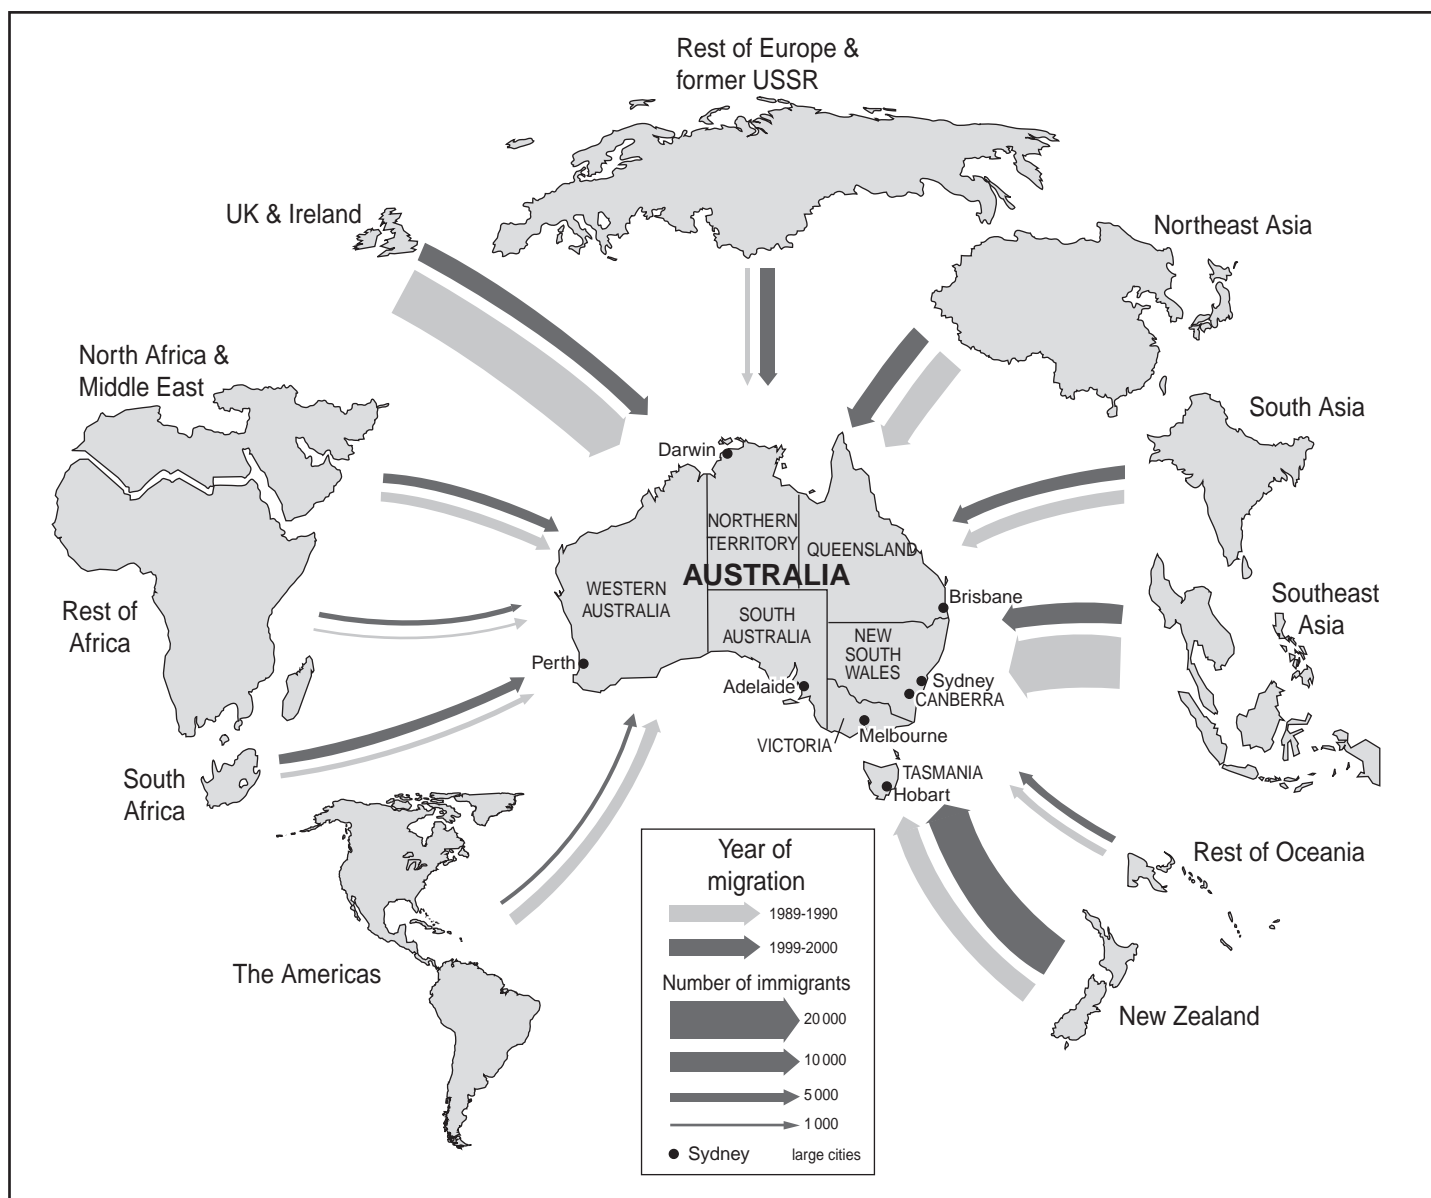 Rest of Europe &
former USSR
UK & Ireland
Northeast Asia
North Africa &
Middle East
South Asia
Darwin
NORTHERN
TERRITORY
QUEENSLAND
AUSTRALIA
WESTERN
AUSTRALIA
Brisbane
Southeast
Asia
Rest of
Africa
SOUTH
AUSTRALIA
NEW
SOUTH
WALES
Perth
Adelaide
Sydney
CANBERRA
VICTORIA
Melbourne
South
Africa
TASMANIA
Hobart
Rest of Oceania
The Americas
New Zealand
Year of
migration
1989-1990
1999-2000
Number of immigrants
20 000
10 000
5 000
1 000
Sydney large cities